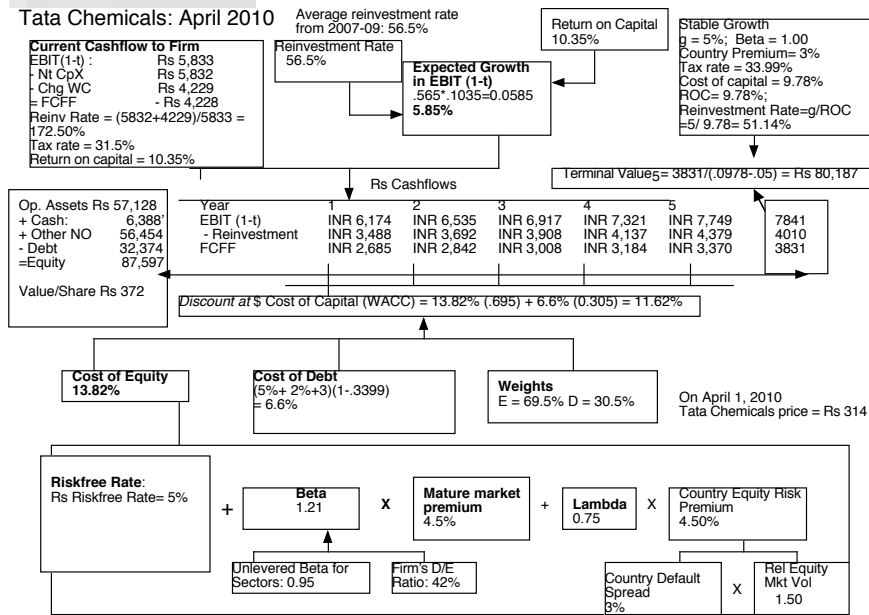 Tata Chemicals: April 2010
Average reinvestment rate
from 2007-09: 56.5%
Reinvestment Rate
56.5%
Return on Capital
10.35%
Stable Growth
g = 5%; Beta = 1.00
Country Premium= 3%
Tax rate = 33.99%
Cost of capital = 9.78%
ROC= 9.78%;
Reinvestment Rate=g/ROC
=5/ 9.78= 51.14%
Current Cashflow to Firm
EBIT(1-t) : Rs 5,833
- Nt CpX Rs 5,832
- Chg WC Rs 4,229
= FCFF - Rs 4,228
Reinv Rate = (5832+4229)/5833 =
172.50%
Tax rate = 31.5%
Return on capital = 10.35%
Expected Growth
in EBIT (1-t)
.565*.1035=0.0585
5.85%
Terminal Value5= 3831/(.0978-.05) = Rs 80,187
Rs Cashflows
Op. Assets Rs 57,128
+ Cash: 6,388'
+ Other NO 56,454
- Debt 32,374
=Equity 87,597
Value/Share Rs 372
Year 1 2 3 4 5
EBIT (1-t) INR 6,174 INR 6,535 INR 6,917 INR 7,321 INR 7,749 7841
- Reinvestment INR 3,488 INR 3,692 INR 3,908 INR 4,137 INR 4,379 4010
FCFF INR 2,685 INR 2,842 INR 3,008 INR 3,184 INR 3,370 3831
Discount at $ Cost of Capital (WACC) = 13.82% (.695) + 6.6% (0.305) = 11.62%
Cost of Equity
13.82%
Cost of Debt
(5%+ 2%+3)(1-.3399)
= 6.6%
Weights
E = 69.5% D = 30.5%
On April 1, 2010
Tata Chemicals price = Rs 314
Riskfree Rate:
Rs Riskfree Rate= 5%
+
Beta
1.21
X
Mature market
premium
4.5%
+
Lambda
0.75
X
Country Equity Risk
Premium
4.50%
Unlevered Beta for
Sectors: 0.95
Firm's D/E
Ratio: 42%
Country Default
Spread
3%
X
Rel Equity
Mkt Vol
1.50